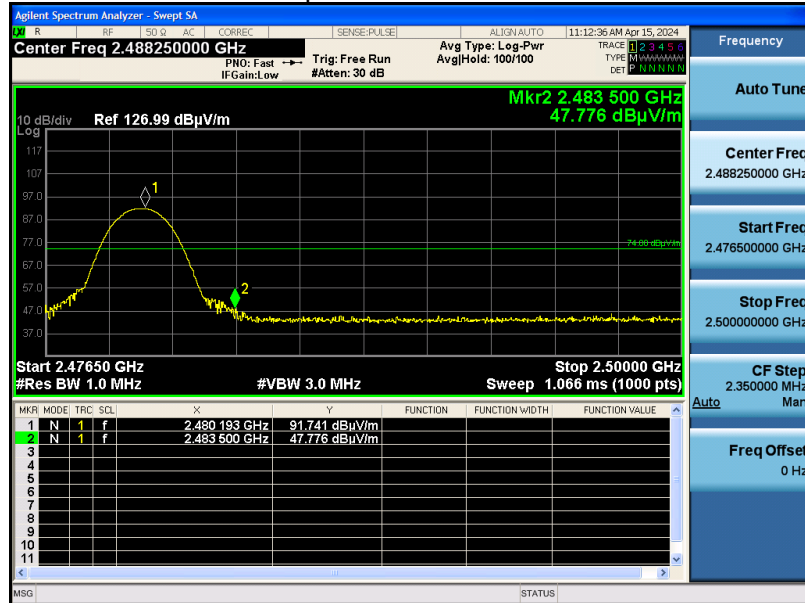 Agilent Spectrum Analyzer - Swept SA
LXI R RF 50 Ω AC CORREC SENSE:PULSE ALIGN AUTO 11:12:36 AM Apr 15, 2024
Center Freq 2.488250000 GHz
PNO: Fast
IFGain:Low
Trig: Free Run
#Atten: 30 dB
Avg Type: Log-Pwr
Avg|Hold: 100/100
TRACE 1 2 3 4 5 6
TYPE M
DET P N N N N N
Mkr2 2.483 500 GHz
47.776 dBµV/m
10 dB/div Ref 126.99 dBµV/m
Log
117
107
97.0
87.0
77.0
67.0
57.0
47.0
37.0
1
2
74.00 dBµV/m
Start 2.47650 GHz Stop 2.50000 GHz
#Res BW 1.0 MHz #VBW 3.0 MHz Sweep 1.066 ms (1000 pts)
MKR MODE TRC SCL X Y FUNCTION FUNCTION WIDTH FUNCTION VALUE
1 N 1 f 2.480 193 GHz 91.741 dBµV/m
2 N 1 f 2.483 500 GHz 47.776 dBµV/m
3
4
5
6
7
8
9
10
11
MSG STATUS
Frequency
Auto Tune
Center Freq
2.488250000 GHz
Start Freq
2.476500000 GHz
Stop Freq
2.500000000 GHz
CF Step
2.350000 MHz
Auto Man
Freq Offset
0 Hz